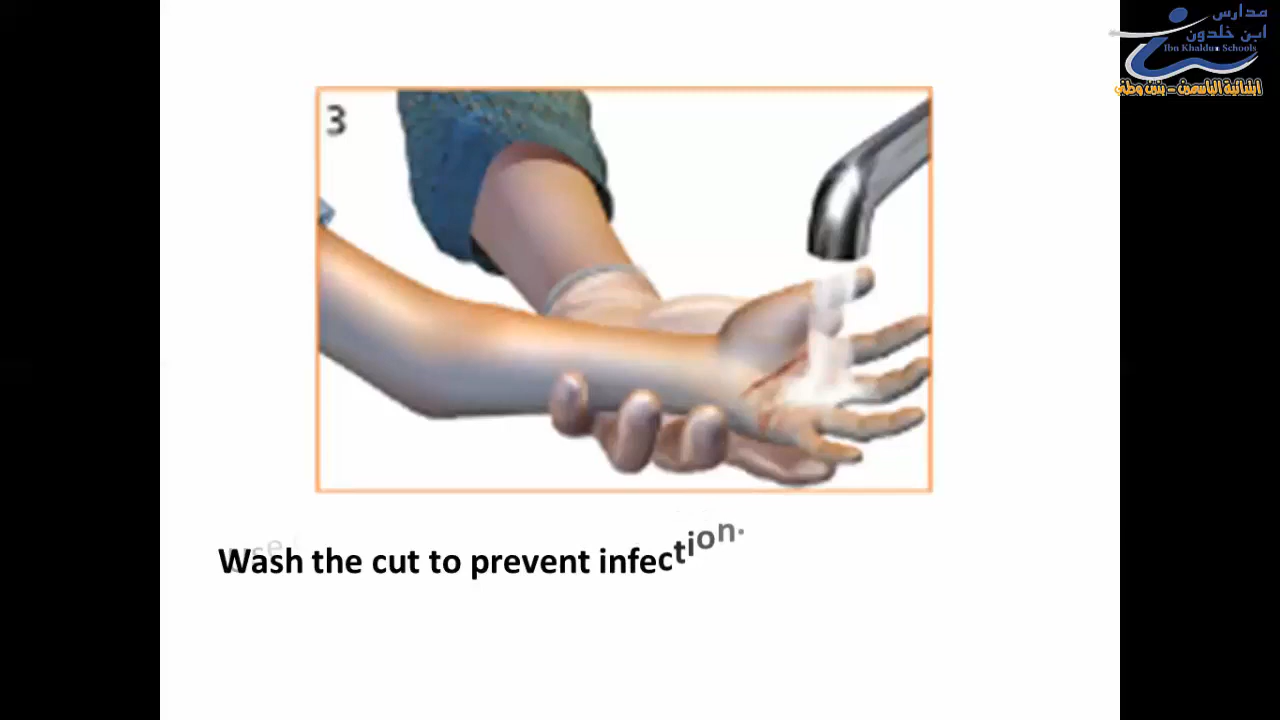 مدارس
ابن خلدون
Ibn Khaldun Schools
3
Wash the cut to prevent infection.